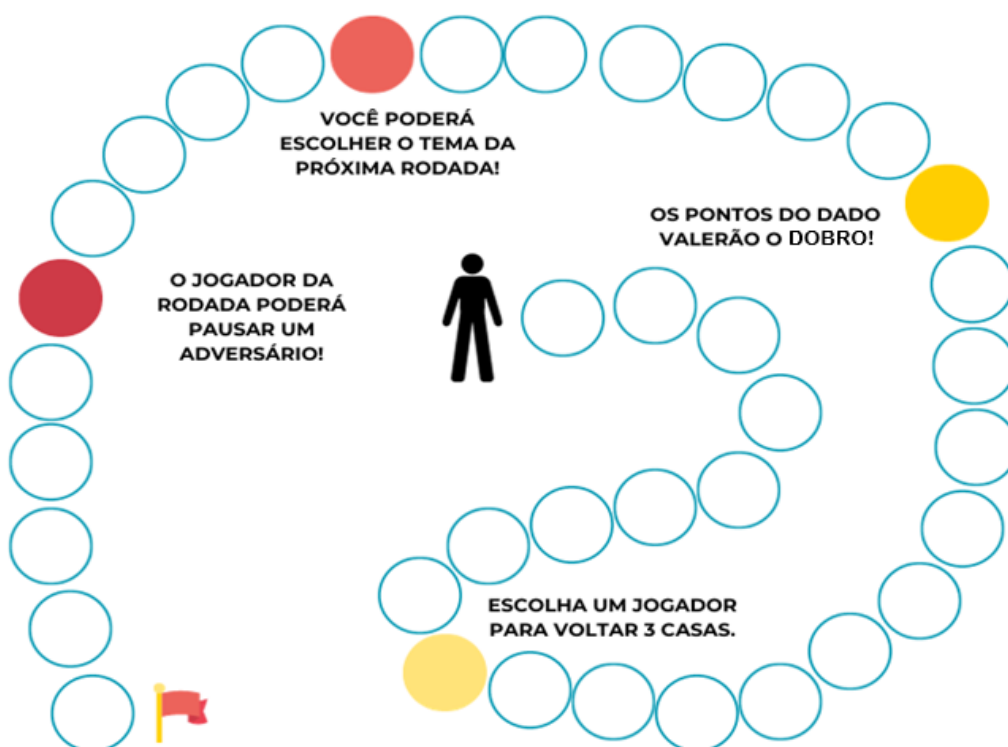 VOCÊ PODERÁ
ESCOLHER O TEMA DA
PRÓXIMA RODADA!
OS PONTOS DO DADO
VALERÃO O DOBRO!
O JOGADOR DA
RODADA PODERÁ
PAUSAR UM
ADVERSÁRIO!
ESCOLHA UM JOGADOR
PARA VOLTAR 3 CASAS.